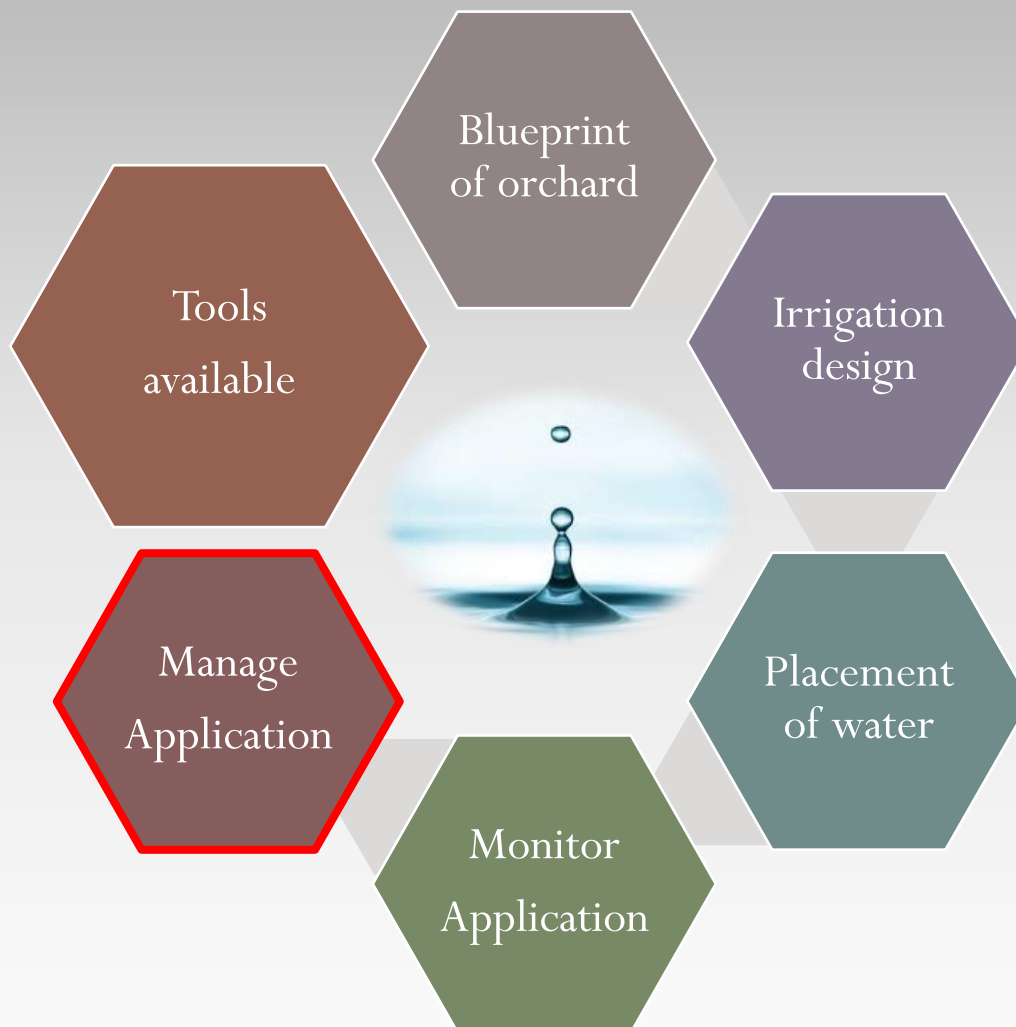 Blueprint
of orchard
Irrigation
design
Placement
of water
Monitor
Application
Manage
Application
Tools
available